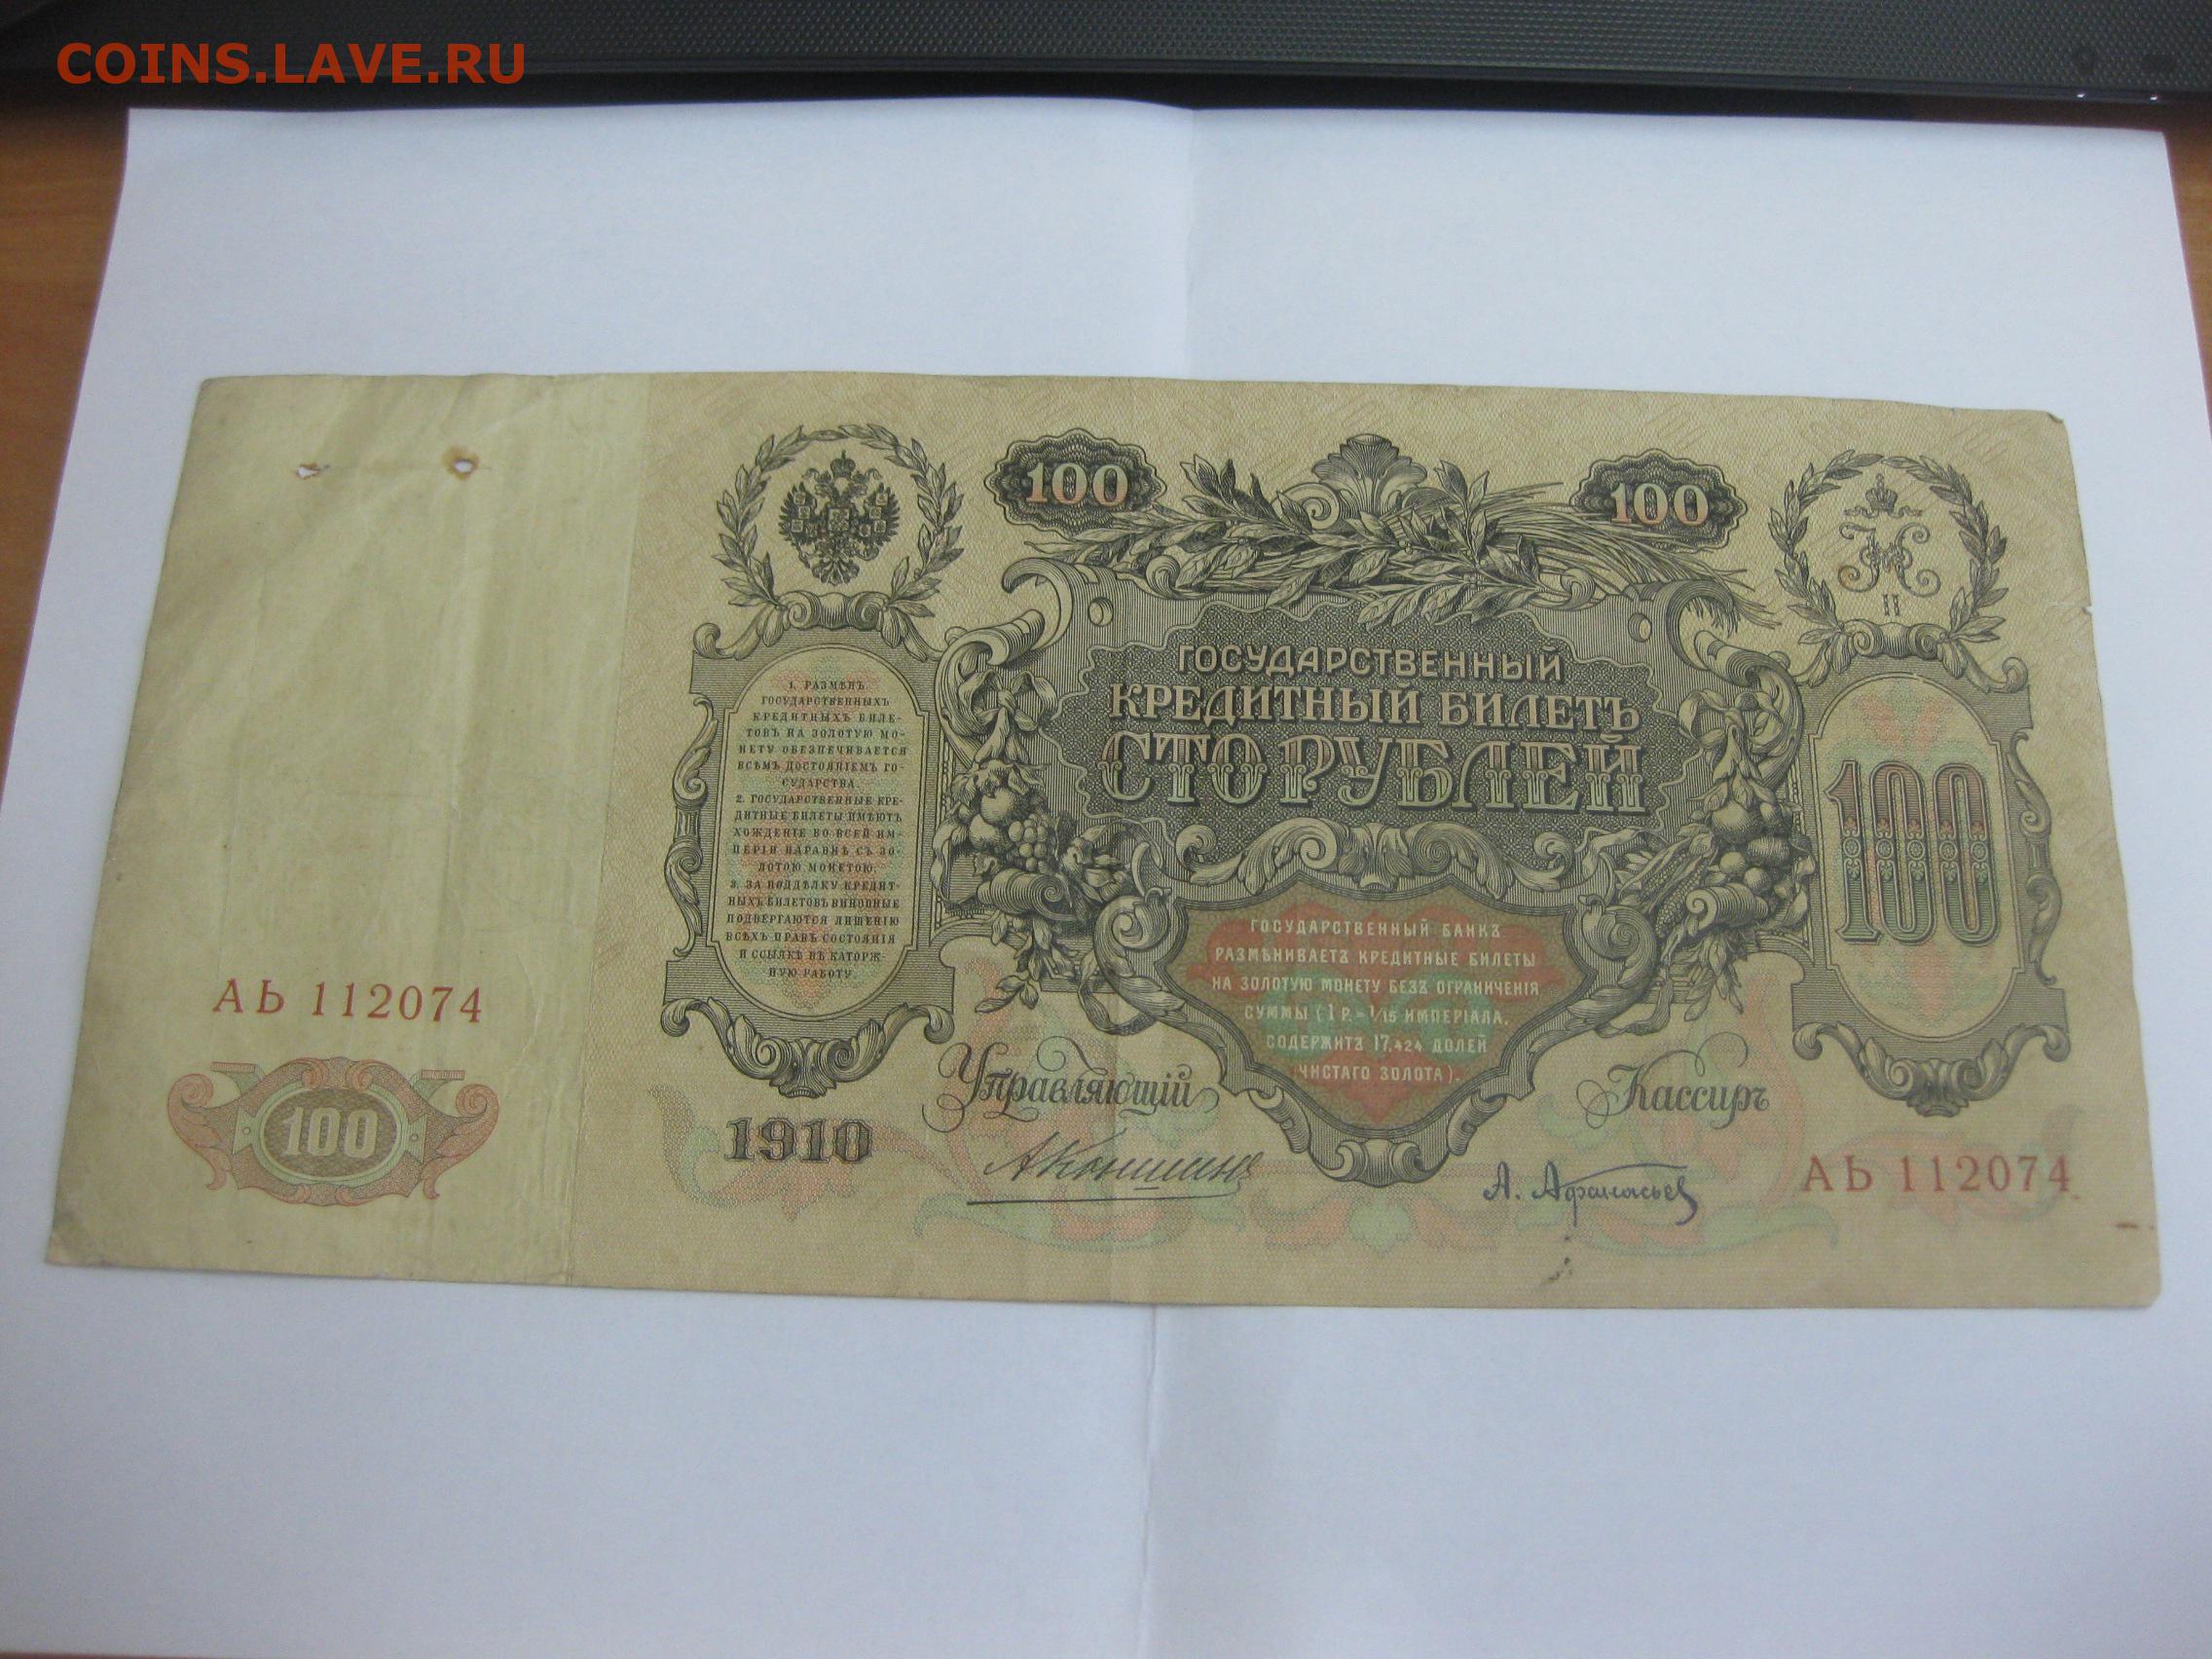 COINS.LAVE.RU
100
100
II
1. РАЗМѢНЪ
ГОСУДАРСТВЕННЫХЪ
КРЕДИТНЫХЪ БИЛЕ-
ТОВЪ НА ЗОЛОТУЮ МО-
НЕТУ ОБЕЗПЕЧИВАЕТСЯ
ВСѢМЪ ДОСТОЯНІЕМЪ ГО-
СУДАРСТВА.
2. ГОСУДАРСТВЕННЫЕ КРЕ-
ДИТНЫЕ БИЛЕТЫ ИМѢЮТЪ
ХОЖДЕНІЕ ВО ВСЕЙ ИМ-
ПЕРІИ НАРАВНѢ СЪ ЗО-
ЛОТОЮ МОНЕТОЮ.
3. ЗА ПОДДѢЛКУ КРЕДИТ-
НЫХЪ БИЛЕТОВЪ ВИНОВНЫЕ
ПОДВЕРГАЮТСЯ ЛИШЕНІЮ
ВСѢХЪ ПРАВЪ СОСТОЯНІЯ
И ССЫЛКѢ ВЪ КАТОРЖ-
НУЮ РАБОТУ.
ГОСУДАРСТВЕННЫЙ
КРЕДИТНЫЙ БИЛЕТЪ
СТО РУБЛЕЙ
100
ГОСУДАРСТВЕННЫЙ БАНКЪ
РАЗМѢНИВАЕТЪ КРЕДИТНЫЕ БИЛЕТЫ
НА ЗОЛОТУЮ МОНЕТУ БЕЗЪ ОГРАНИЧЕНІЯ
СУММЫ (1 Р. = 1/15 ИМПЕРІАЛА,
СОДЕРЖИТЪ 17,424 ДОЛЕЙ
ЧИСТАГО ЗОЛОТА).
АЬ 112074
100
1910
Управляющій
Кассиръ
АКоншинъ
А. Афанасьев
АЬ 112074